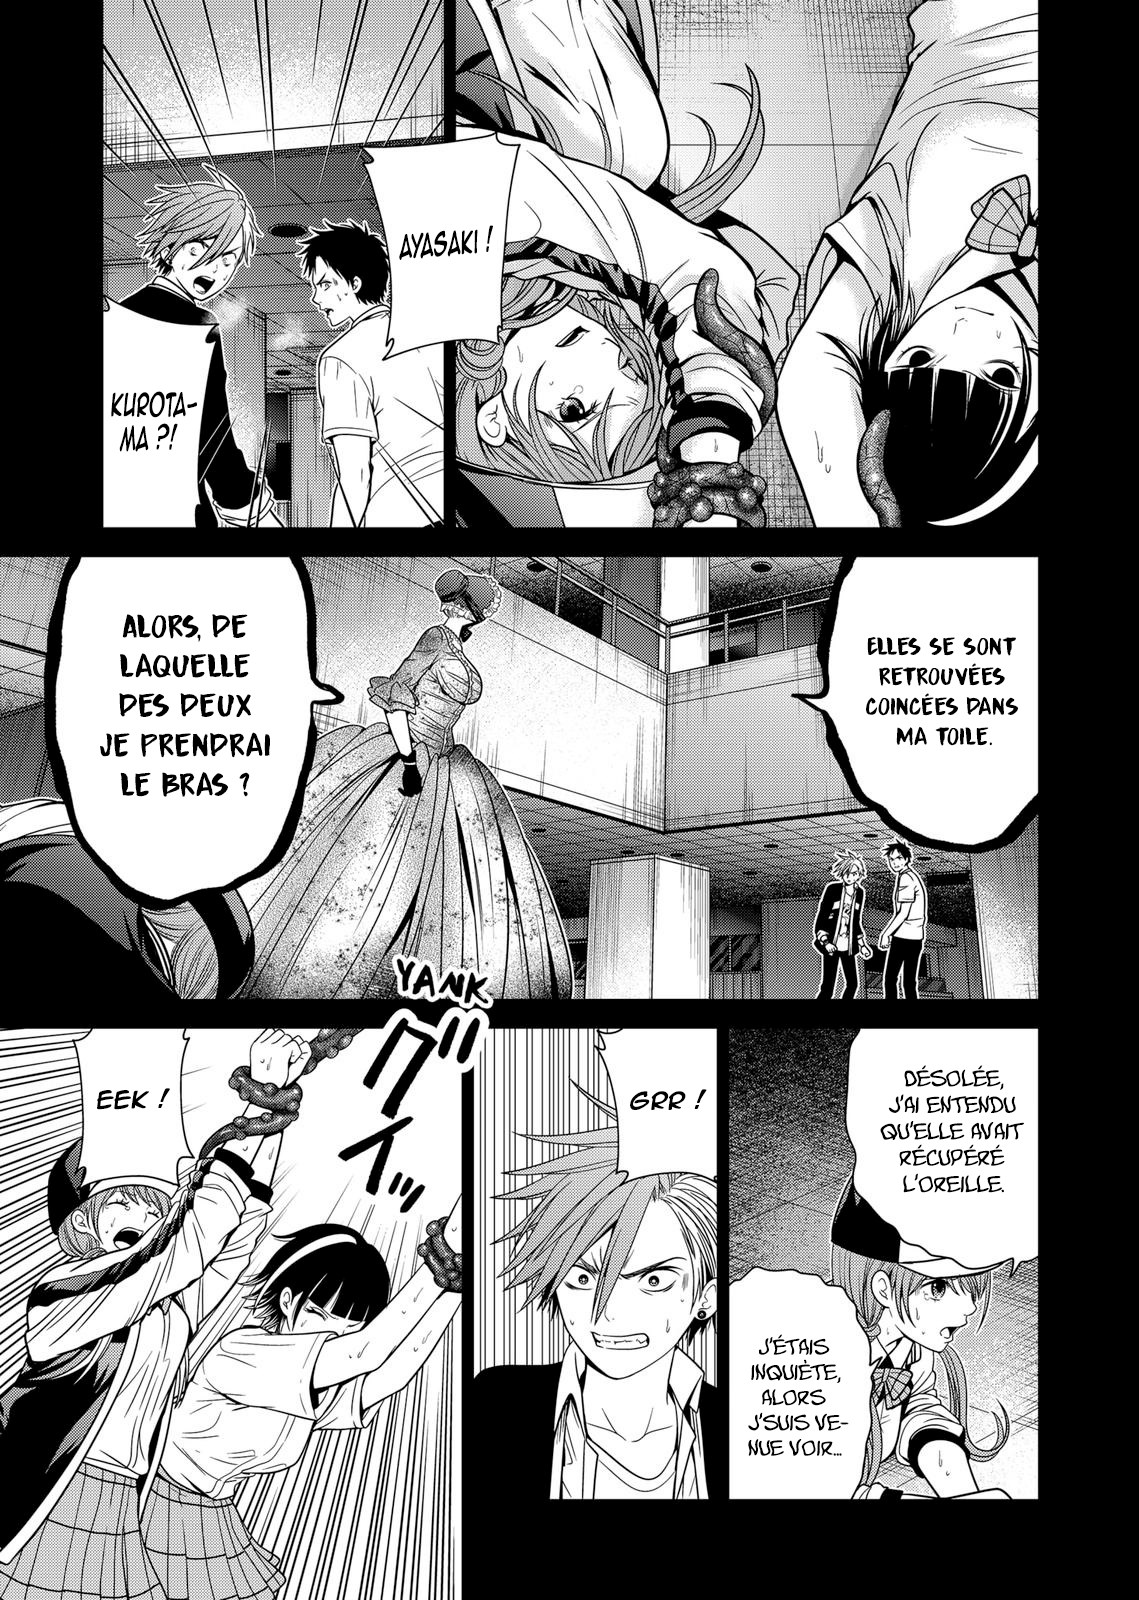 AYASAKI !
KUROTA-
MA ?!
ELLES SE SONT
RETROUVÉES
COINCÉES DANS
MA TOILE.
ALORS, DE
LAQUELLE
DES DEUX
JE PRENDRAI
LE BRAS ?
DÉSOLÉE,
J'AI ENTENDU
QU'ELLE AVAIT
RÉCUPÉRÉ
L'OREILLE.
J'ÉTAIS
INQUIÈTE,
ALORS
J'SUIS VE-
NUE VOIR...
GRR !
YANK
グイッ
EEK !